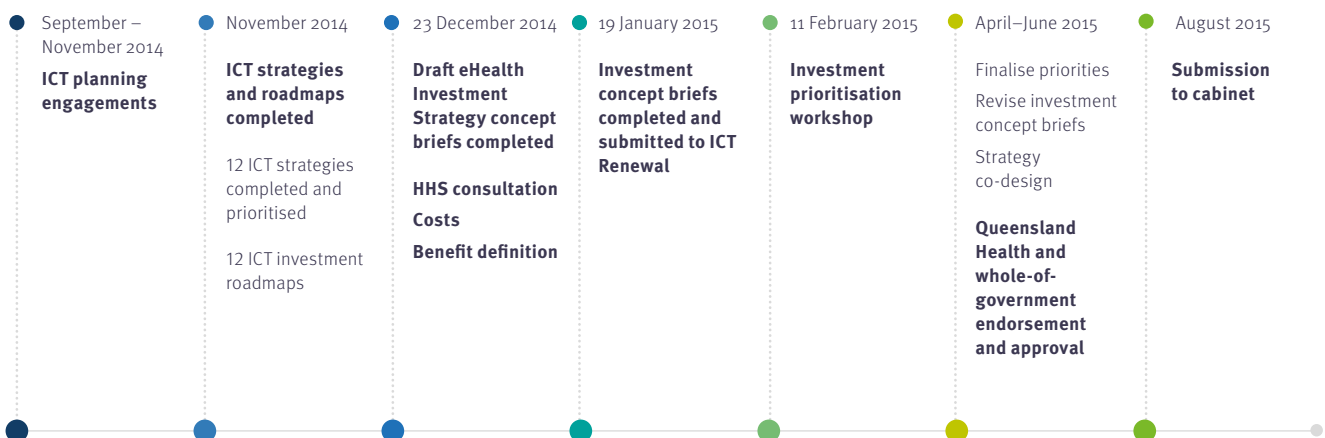 September –
November 2014
ICT planning
engagements
November 2014
ICT strategies
and roadmaps
completed
12 ICT strategies
completed and
prioritised
12 ICT investment
roadmaps
23 December 2014
Draft eHealth
Investment
Strategy concept
briefs completed
HHS consultation
Costs
Benefit definition
19 January 2015
Investment
concept briefs
completed and
submitted to ICT
Renewal
11 February 2015
Investment
prioritisation
workshop
April–June 2015
Finalise priorities
Revise investment
concept briefs
Strategy
co-design
Queensland
Health and
whole-of-
government
endorsement
and approval
August 2015
Submission
to cabinet